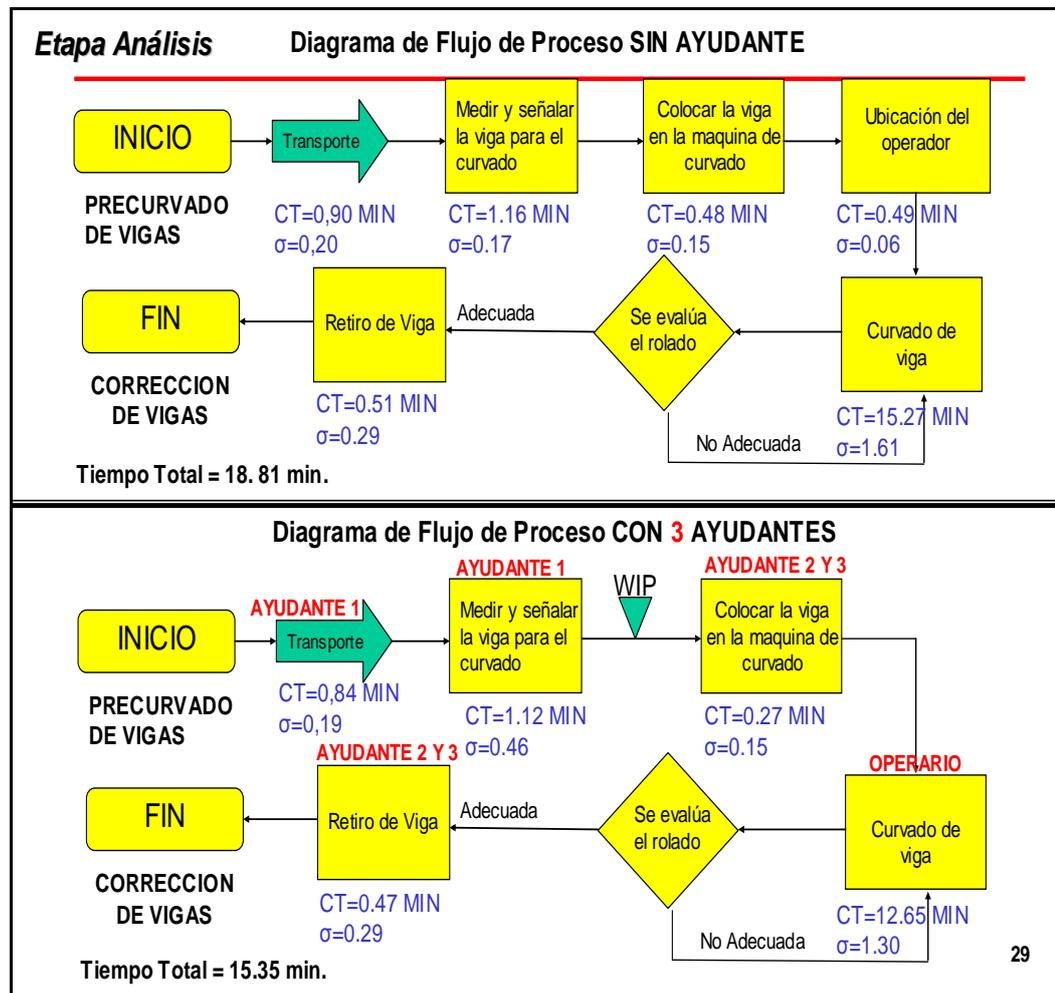 Etapa Análisis
Diagrama de Flujo de Proceso SIN AYUDANTE
INICIO
Transporte
Medir y señalar
la viga para el
curvado
Colocar la viga
en la maquina de
curvado
Ubicación del
operador
PRECURVADO
DE VIGAS
CT=0,90 MIN
σ=0,20
CT=1.16 MIN
σ=0.17
CT=0.48 MIN
σ=0.15
CT=0.49 MIN
σ=0.06
FIN
Retiro de Viga
Adecuada
Se evalúa
el rolado
Curvado de
viga
CORRECCION
DE VIGAS
CT=0.51 MIN
σ=0.29
No Adecuada
CT=15.27 MIN
σ=1.61
Tiempo Total = 18. 81 min.
Diagrama de Flujo de Proceso CON 3 AYUDANTES
AYUDANTE 1
AYUDANTE 1
WIP
AYUDANTE 2 Y 3
INICIO
Transporte
Medir y señalar
la viga para el
curvado
Colocar la viga
en la maquina de
curvado
PRECURVADO
DE VIGAS
CT=0,84 MIN
σ=0,19
CT=1.12 MIN
σ=0.46
CT=0.27 MIN
σ=0.15
AYUDANTE 2 Y 3
OPERARIO
FIN
Retiro de Viga
Adecuada
Se evalúa
el rolado
Curvado de
viga
CORRECCION
DE VIGAS
CT=0.47 MIN
σ=0.29
No Adecuada
CT=12.65 MIN
σ=1.30
Tiempo Total = 15.35 min.
29